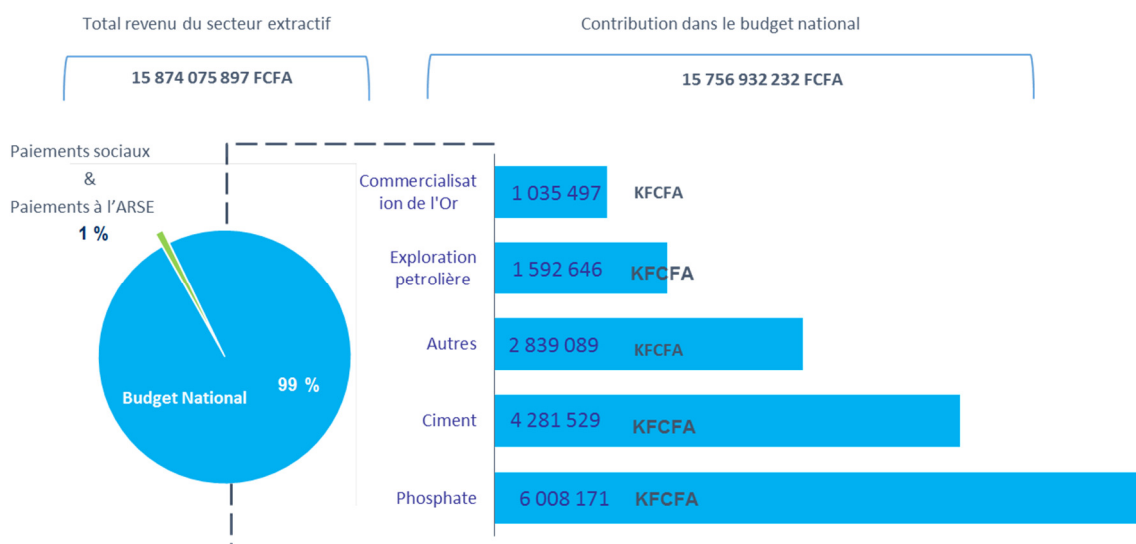 Total revenu du secteur extractif
15 874 075 897 FCFA
Contribution dans le budget national
15 756 932 232 FCFA
Paiements sociaux
&
Paiements à l’ARSE
1 %
Budget National
99 %
Commercialisat
ion de l'Or
1 035 497 KFCFA
Exploration
petrolière
1 592 646 KFCFA
Autres
2 839 089 KFCFA
Ciment
4 281 529 KFCFA
Phosphate
6 008 171 KFCFA